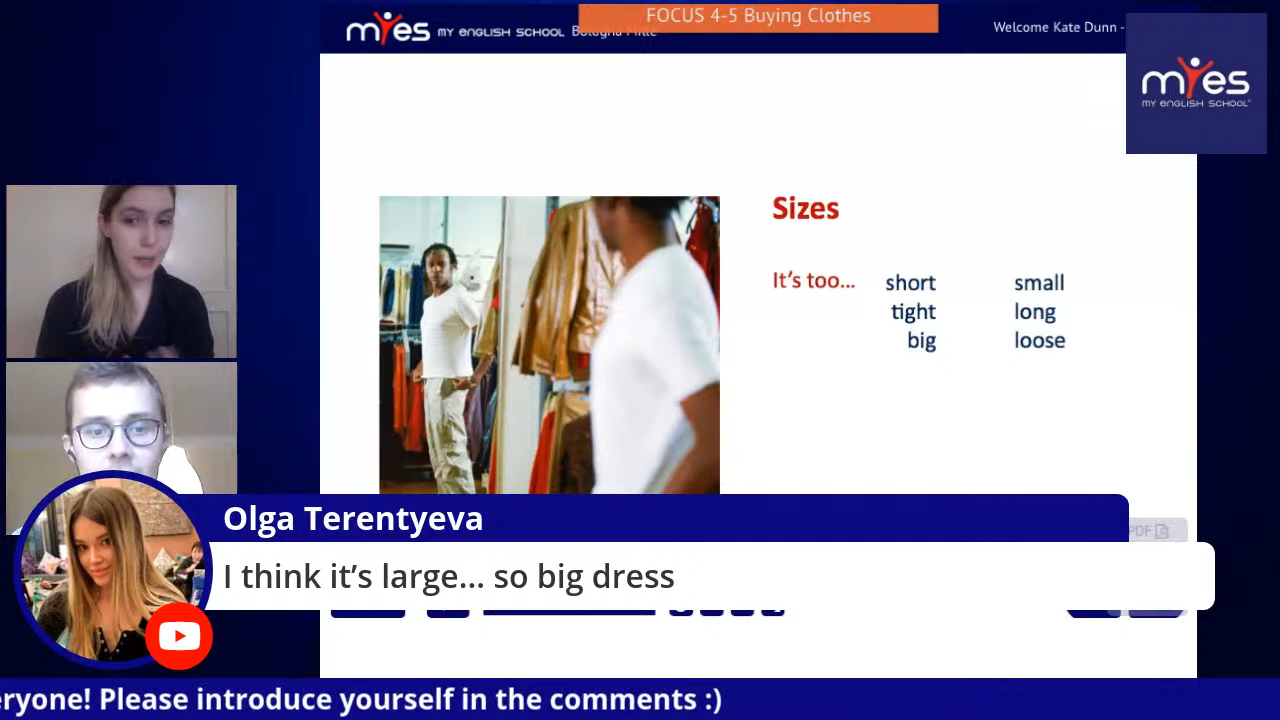 FOCUS 4-5 Buying Clothes
myes MY ENGLISH SCHOOL
Welcome Kate Dunn -
myes
MY ENGLISH SCHOOL
Sizes
It's too... short small
tight long
big loose
PDF
Olga Terentyeva
I think it's large... so big dress
eryone! Please introduce yourself in the comments :)